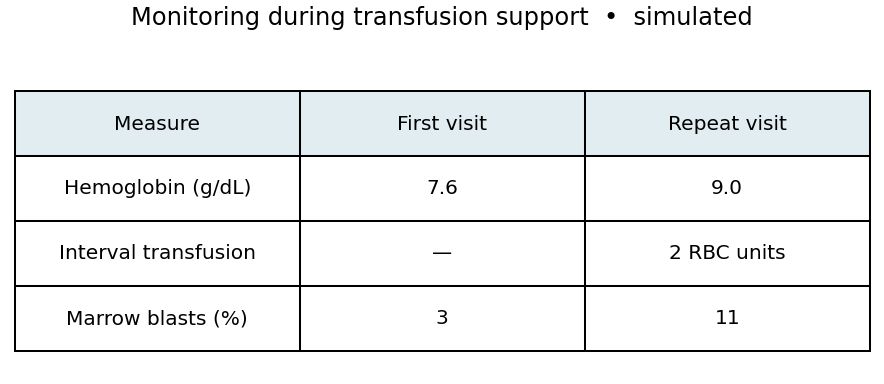 Monitoring during transfusion support • simulated
Measure First visit Repeat visit
Hemoglobin (g/dL) 7.6 9.0
Interval transfusion — 2 RBC units
Marrow blasts (%) 3 11